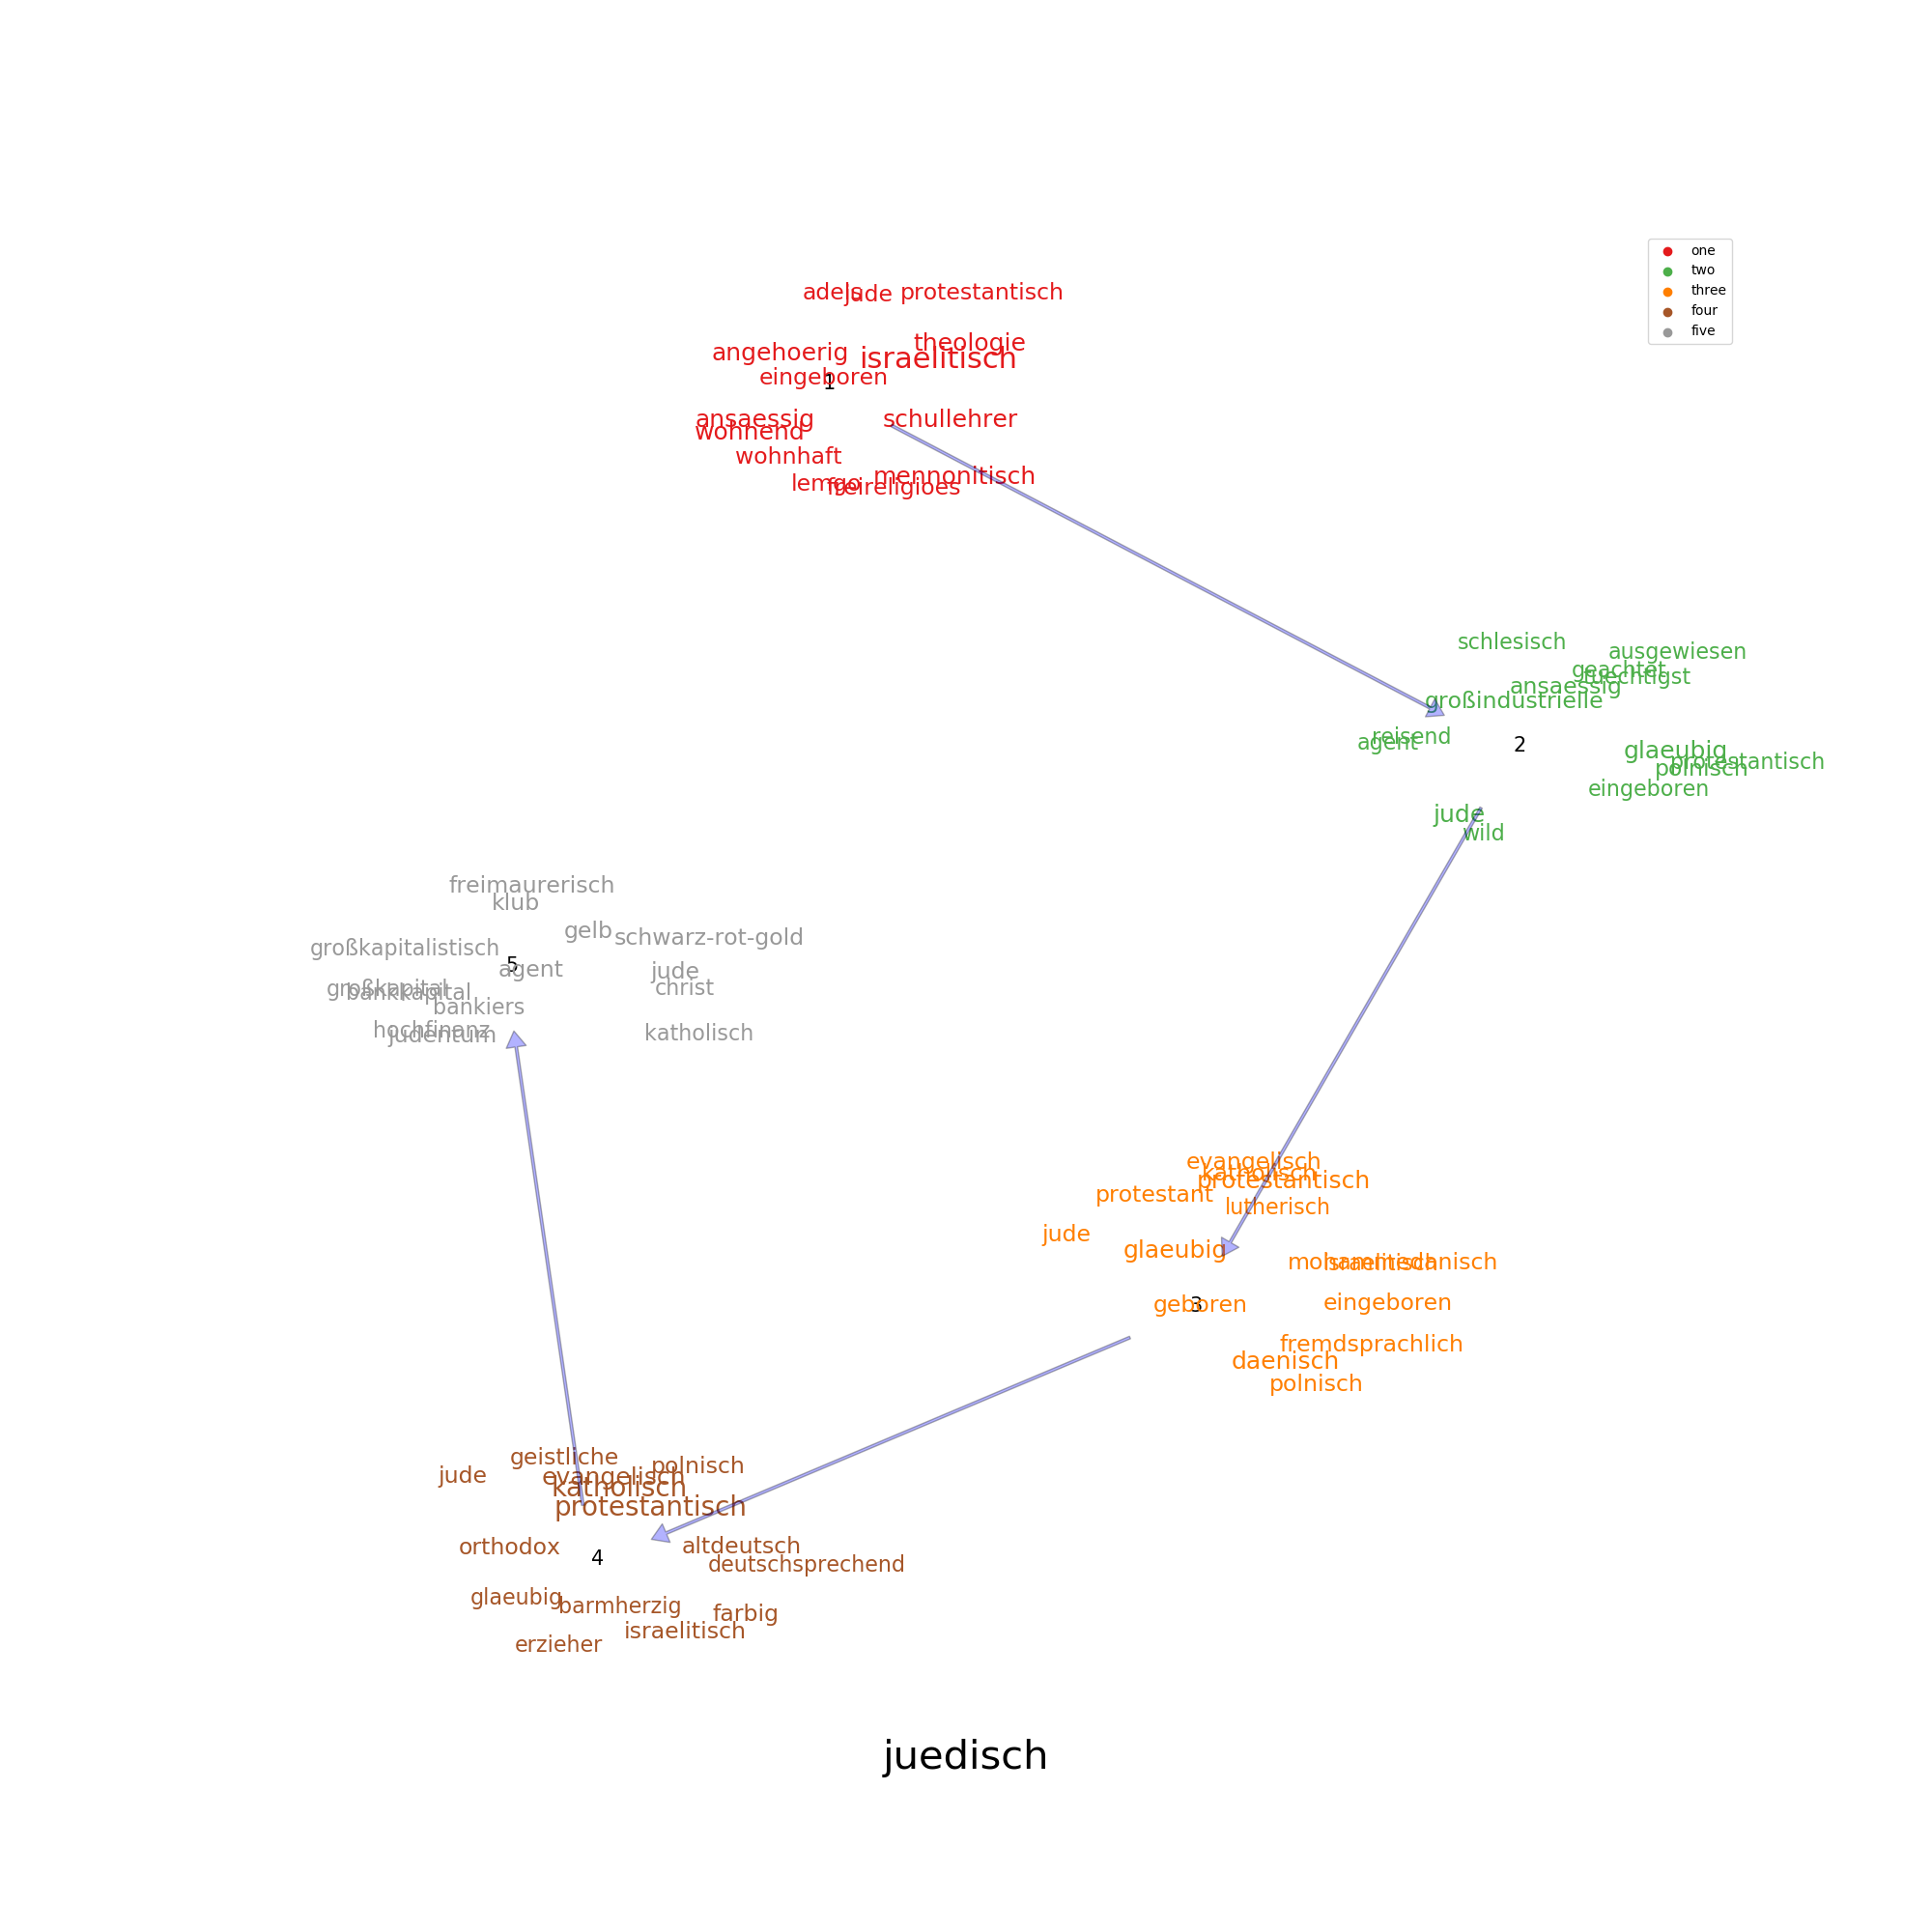 one
two
three
four
five
adels
jude
protestantisch
theologie
angehoerig
israelitisch
eingeboren
1
ansaessig
schullehrer
wohnend
wohnhaft
mennonitisch
lemgo
freireligioes
schlesisch
ausgewiesen
geachtet
tuechtigst
ansaessig
großindustrielle
reisend
agent
2
glaeubig
protestantisch
polnisch
eingeboren
jude
wild
freimaurerisch
klub
gelb
schwarz-rot-gold
großkapitalistisch
5
agent
jude
christ
großkapital
bankkapital
bankiers
hochfinanz
judentum
katholisch
evangelisch
katholisch
protestantisch
protestant
lutherisch
jude
glaeubig
mohammedanisch
israelitisch
geboren
3
eingeboren
fremdsprachlich
daenisch
polnisch
geistliche
polnisch
jude
evangelisch
katholisch
protestantisch
orthodox
4
altdeutsch
deutschsprechend
glaeubig
barmherzig
farbig
israelitisch
erzieher
juedisch